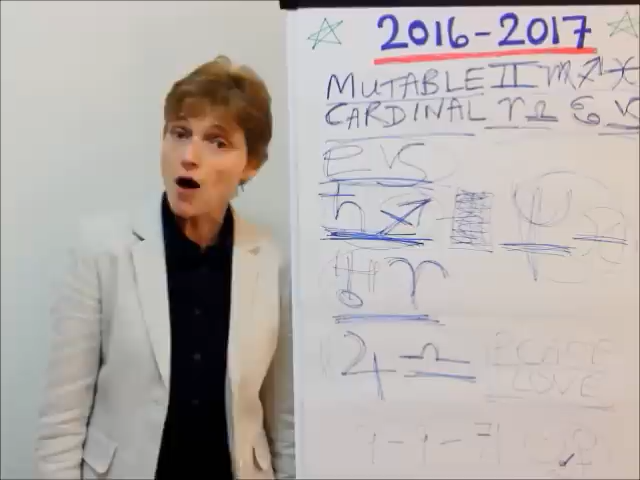 2016-2017
MUTABLE ♊ ♍ ♐ ♓
CARDINAL ♈ ♎ ♋ ♑
♇ ♑
♄ ♐ ♆
♅ ♈
♃ ♎
PEACE
LOVE